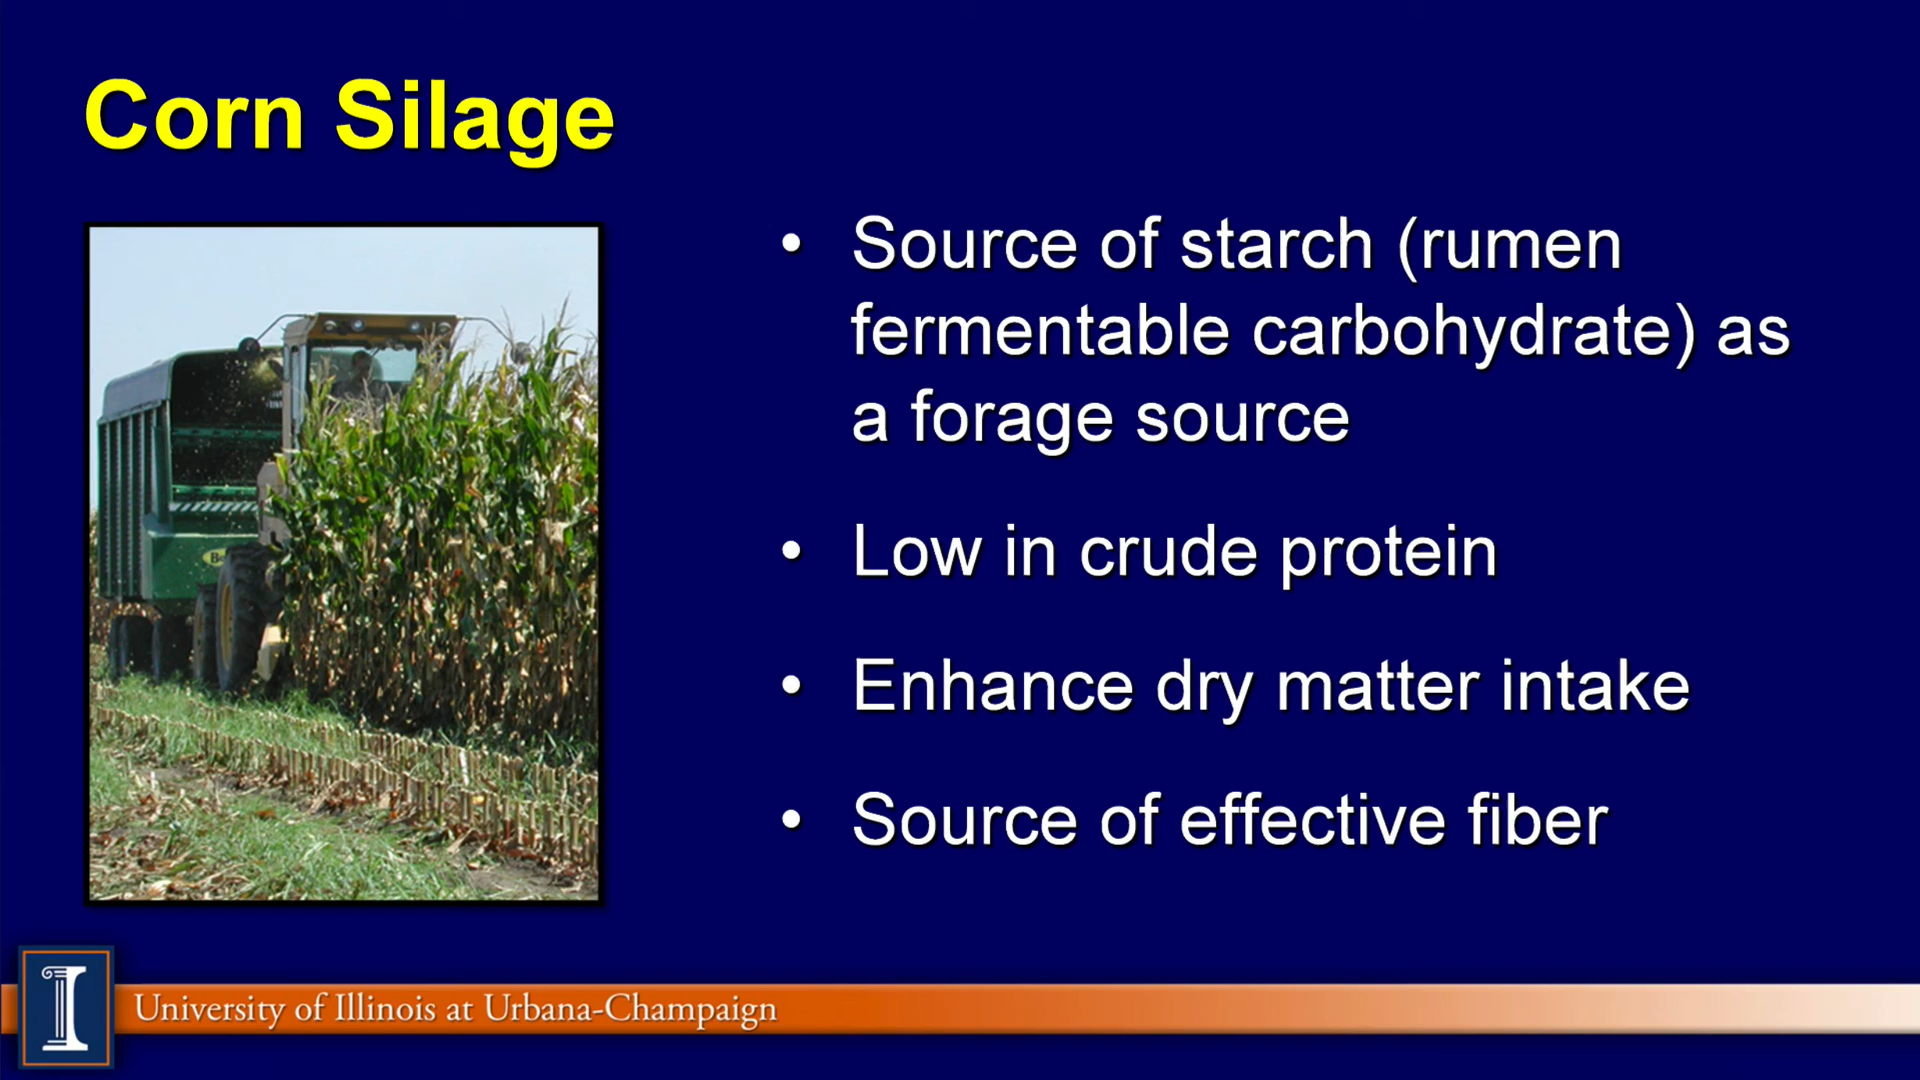 Corn Silage
• Source of starch (rumen
fermentable carbohydrate) as
a forage source
• Low in crude protein
• Enhance dry matter intake
• Source of effective fiber
I University of Illinois at Urbana-Champaign